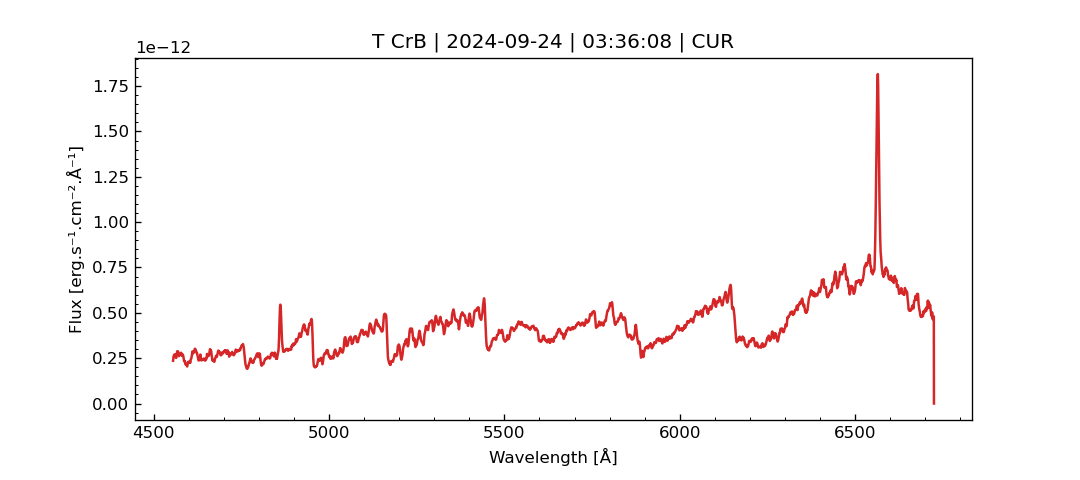 T CrB | 2024-09-24 | 03:36:08 | CUR
1e−12
1.75
1.50
1.25
1.00
0.75
0.50
0.25
0.00
Flux [erg.s⁻¹.cm⁻².Å⁻¹]
4500 5000 5500 6000 6500
Wavelength [Å]